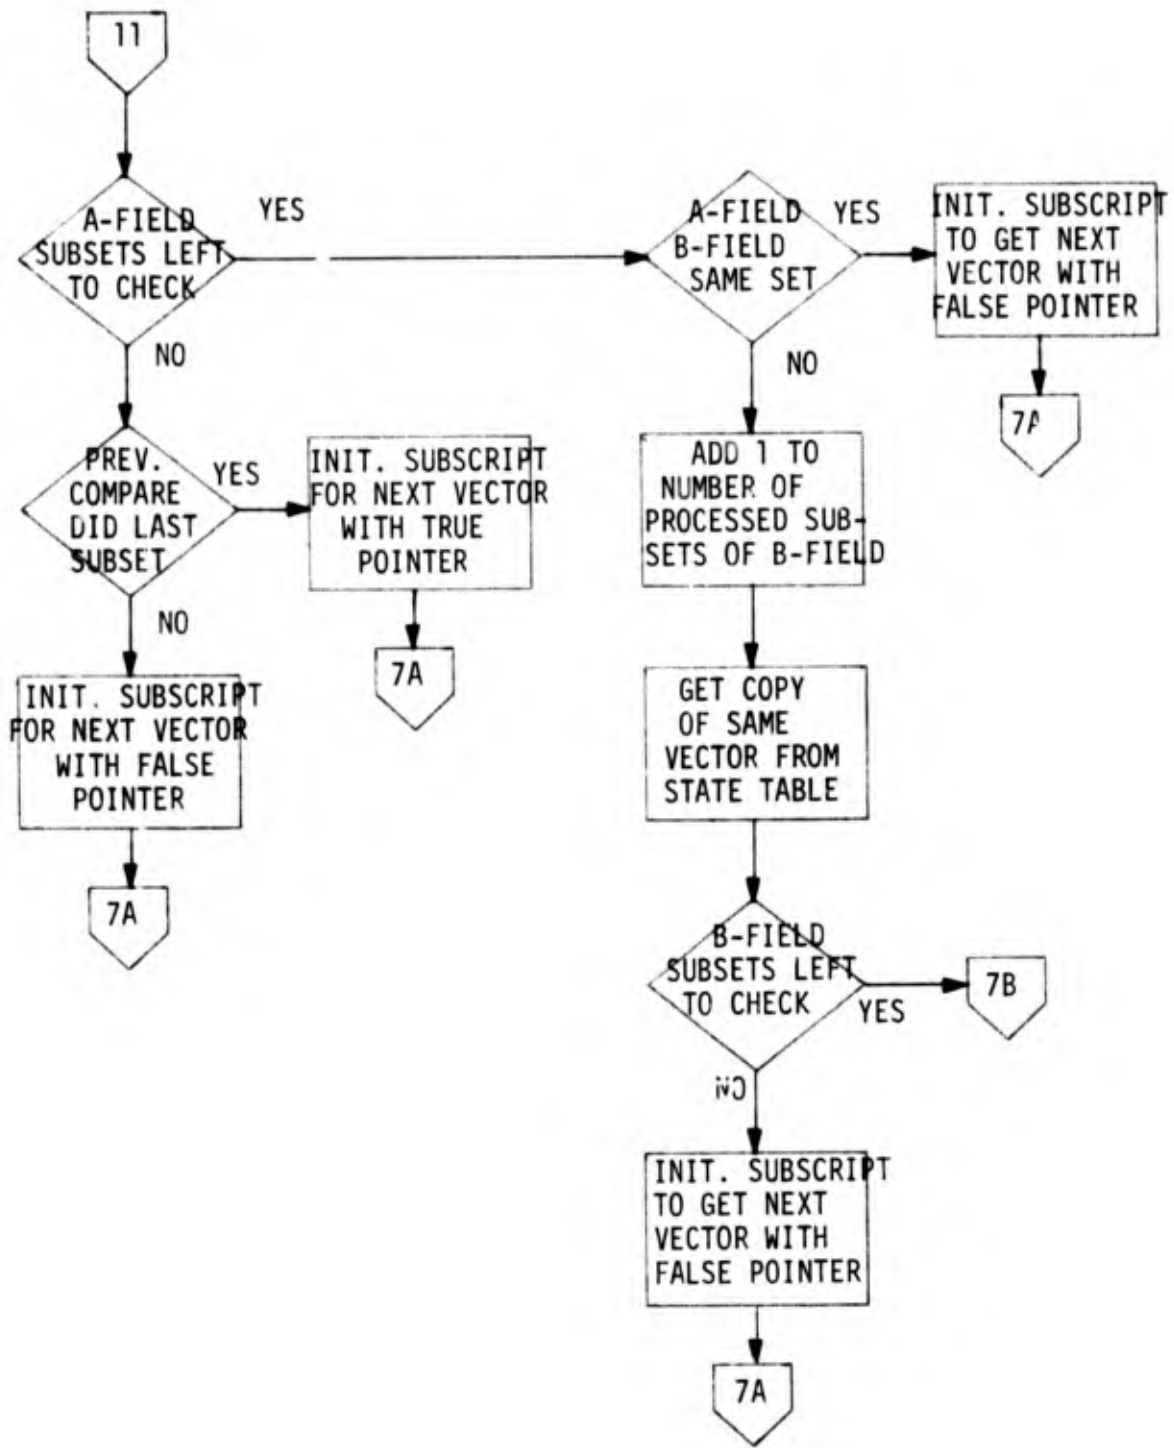 11
A-FIELD
SUBSETS LEFT
TO CHECK
YES
NO
A-FIELD
B-FIELD
SAME SET
YES
NO
INIT. SUBSCRIPT
TO GET NEXT
VECTOR WITH
FALSE POINTER
7A
PREV.
COMPARE
DID LAST
SUBSET
YES
NO
INIT. SUBSCRIPT
FOR NEXT VECTOR
WITH TRUE
POINTER
7A
INIT. SUBSCRIPT
FOR NEXT VECTOR
WITH FALSE
POINTER
7A
ADD 1 TO
NUMBER OF
PROCESSED SUB-
SETS OF B-FIELD
GET COPY
OF SAME
VECTOR FROM
STATE TABLE
B-FIELD
SUBSETS LEFT
TO CHECK
YES
7B
NO
INIT. SUBSCRIPT
TO GET NEXT
VECTOR WITH
FALSE POINTER
7A